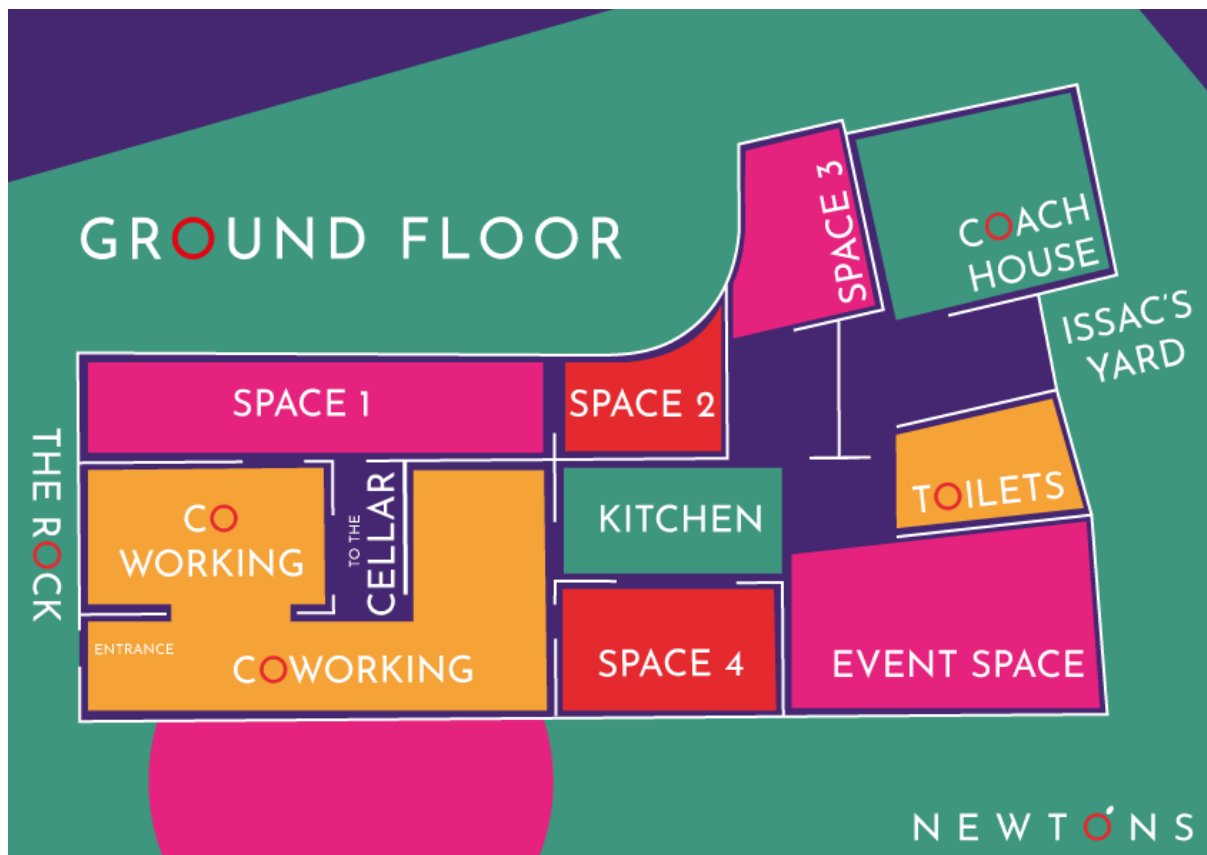 GROUND FLOOR
SPACE 3
COACH
HOUSE
ISSAC'S
YARD
SPACE 1
SPACE 2
THE ROCK
CO
WORKING
TO THE
CELLAR
KITCHEN
TOILETS
ENTRANCE
COWORKING
SPACE 4
EVENT SPACE
NEWTONS